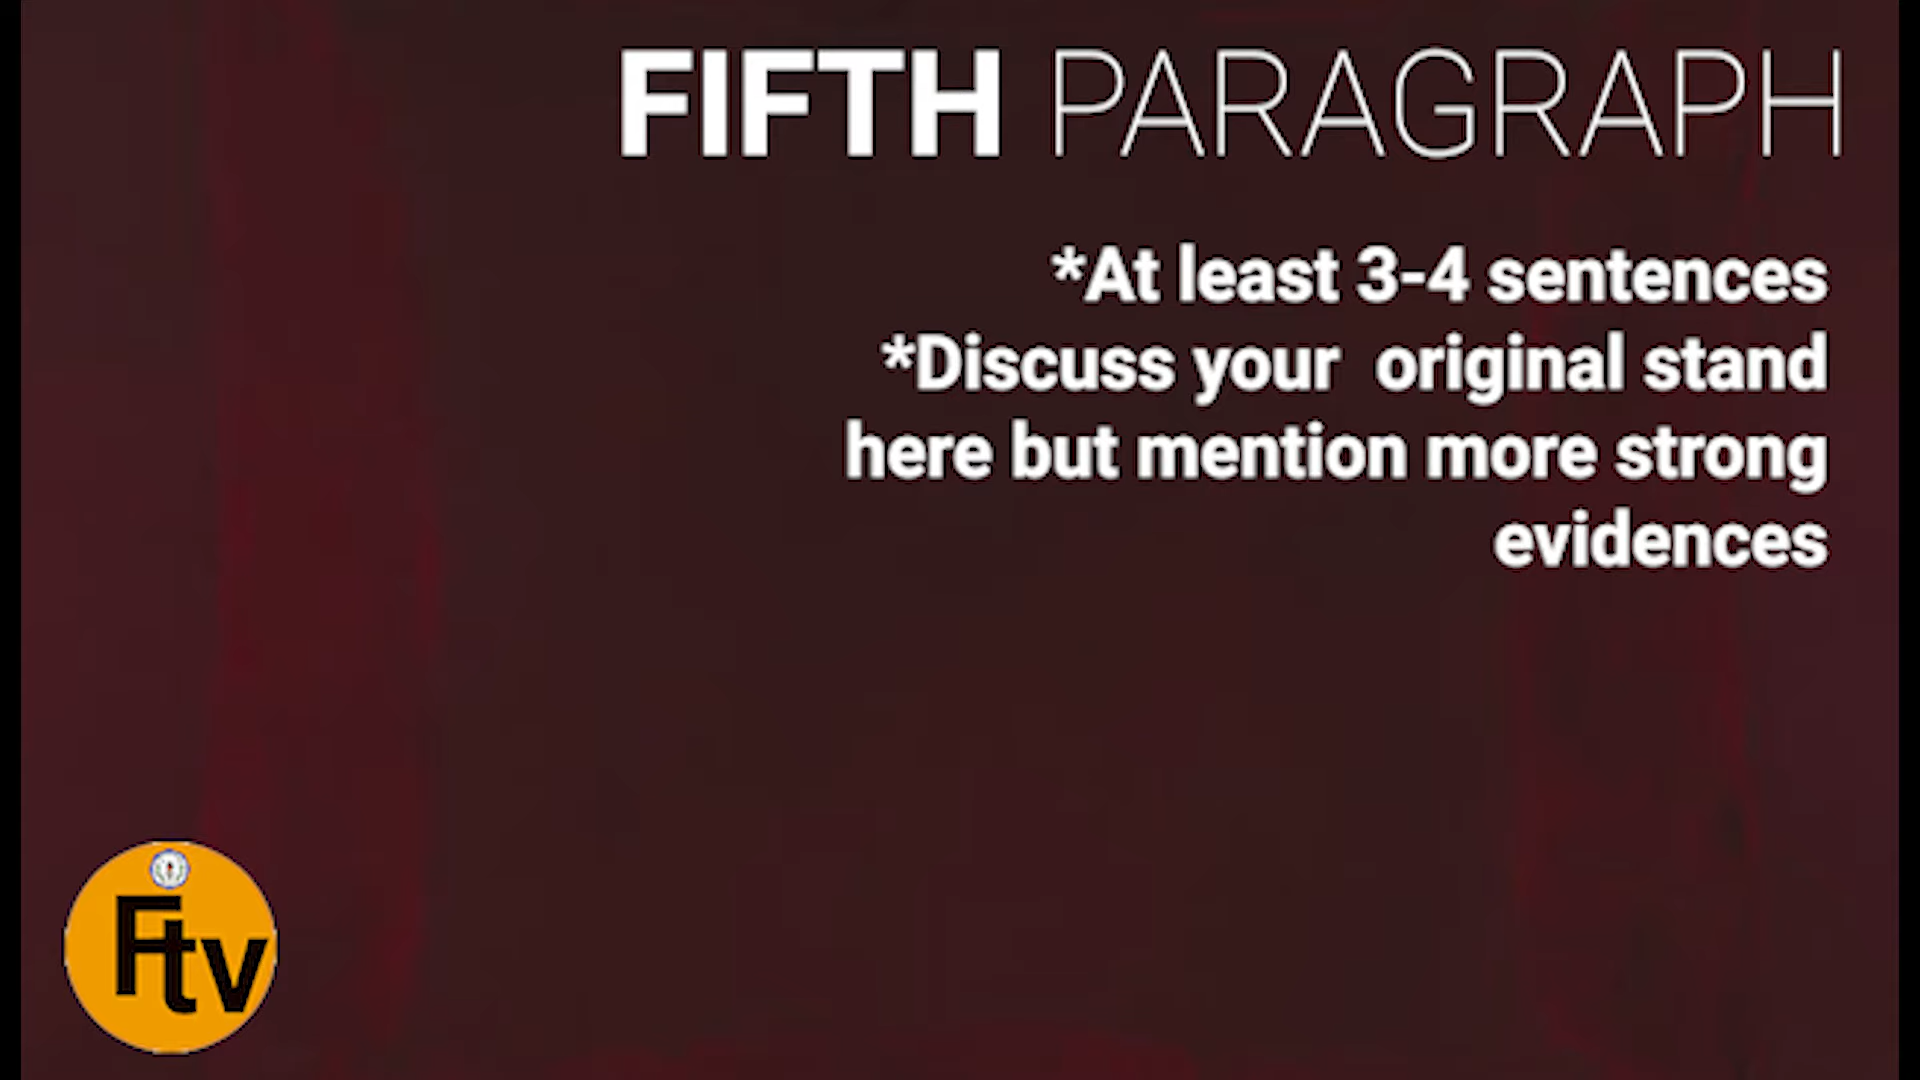 FIFTH PARAGRAPH
*At least 3-4 sentences
*Discuss your  original stand
here but mention more strong
evidences
Ftv